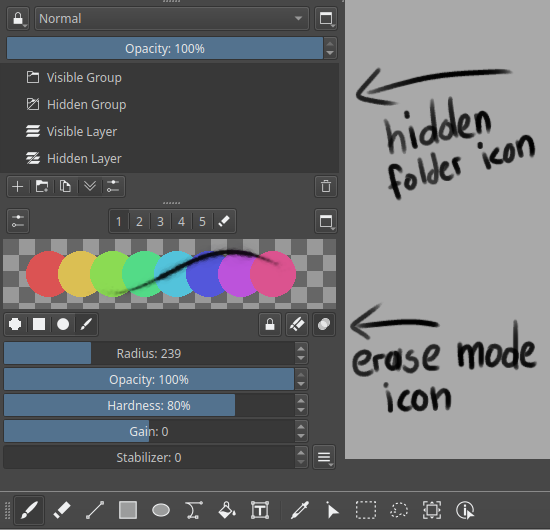 Normal
Opacity: 100%
Visible Group
Hidden Group
Visible Layer
Hidden Layer
hidden
folder icon
1 2 3 4 5
Radius: 239
Opacity: 100%
Hardness: 80%
Gain: 0
Stabilizer: 0
erase mode
icon
T